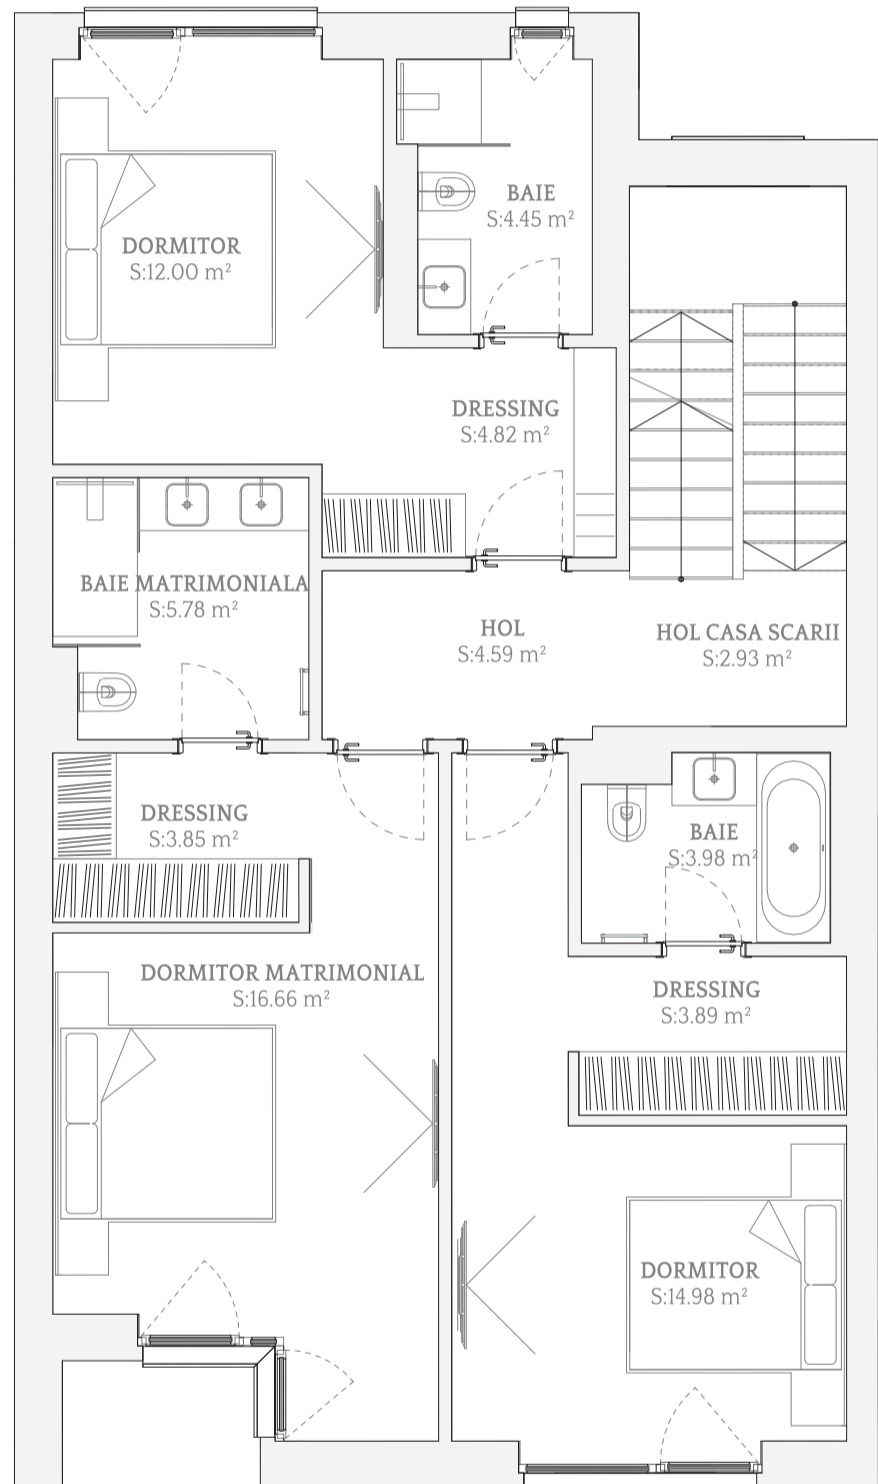 BAIE
S:4.45 m²
DORMITOR
S:12.00 m²
DRESSING
S:4.82 m²
BAIE MATRIMONIALA
S:5.78 m²
HOL
S:4.59 m²
HOL CASA SCARII
S:2.93 m²
DRESSING
S:3.85 m²
BAIE
S:3.98 m²
DORMITOR MATRIMONIAL
S:16.66 m²
DRESSING
S:3.89 m²
DORMITOR
S:14.98 m²